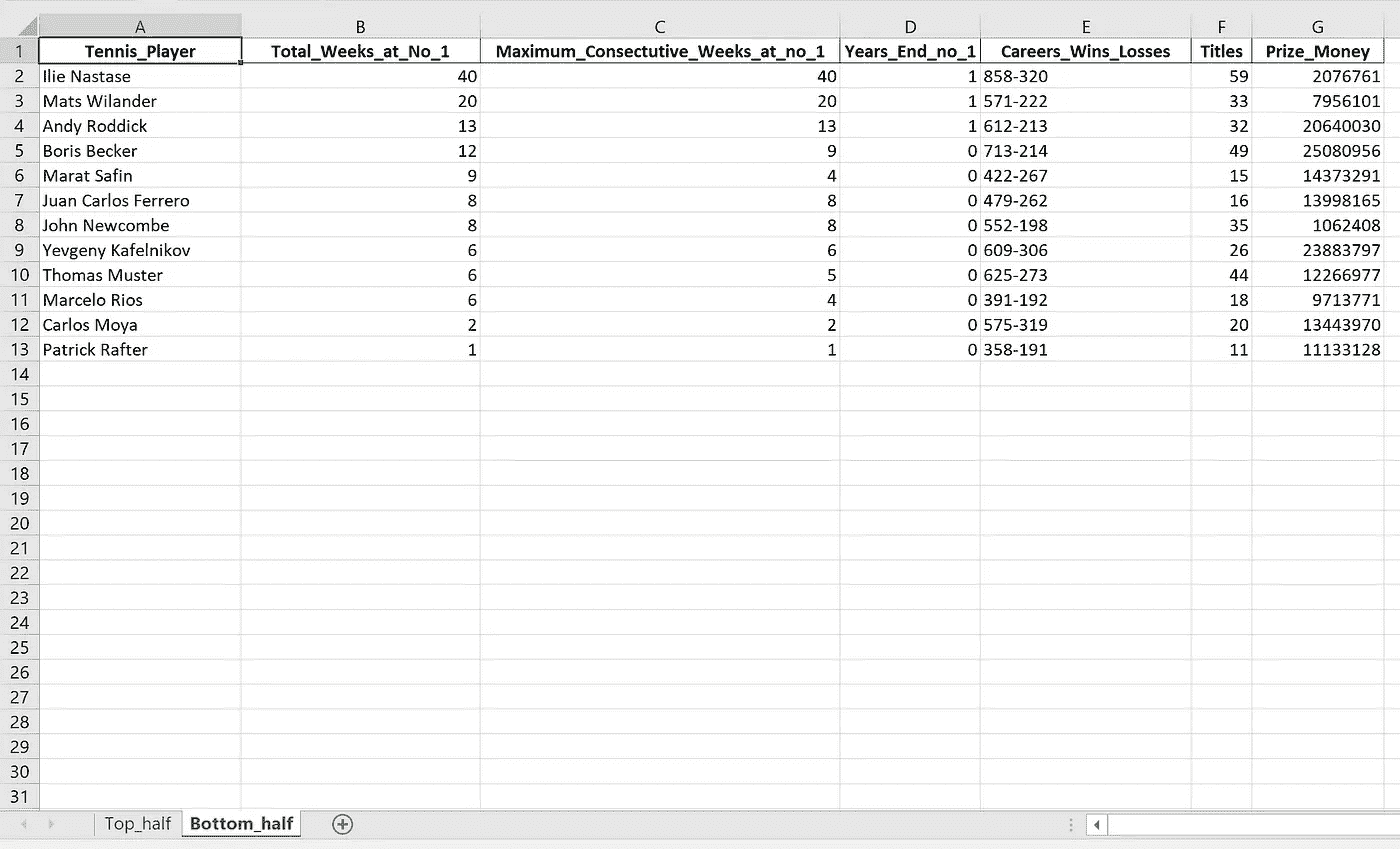 A B C D E F G
1 Tennis_Player Total_Weeks_at_No_1 Maximum_Consectutive_Weeks_at_no_1 Years_End_no_1 Careers_Wins_Losses Titles Prize_Money
2 Ilie Nastase 40 40 1 858-320 59 2076761
3 Mats Wilander 20 20 1 571-222 33 7956101
4 Andy Roddick 13 13 1 612-213 32 20640030
5 Boris Becker 12 9 0 713-214 49 25080956
6 Marat Safin 9 4 0 422-267 15 14373291
7 Juan Carlos Ferrero 8 8 0 479-262 16 13998165
8 John Newcombe 8 8 0 552-198 35 1062408
9 Yevgeny Kafelnikov 6 6 0 609-306 26 23883797
10 Thomas Muster 6 5 0 625-273 44 12266977
11 Marcelo Rios 6 4 0 391-192 18 9713771
12 Carlos Moya 2 2 0 575-319 20 13443970
13 Patrick Rafter 1 1 0 358-191 11 11133128
14
15
16
17
18
19
20
21
22
23
24
25
26
27
28
29
30
31
Top_half Bottom_half